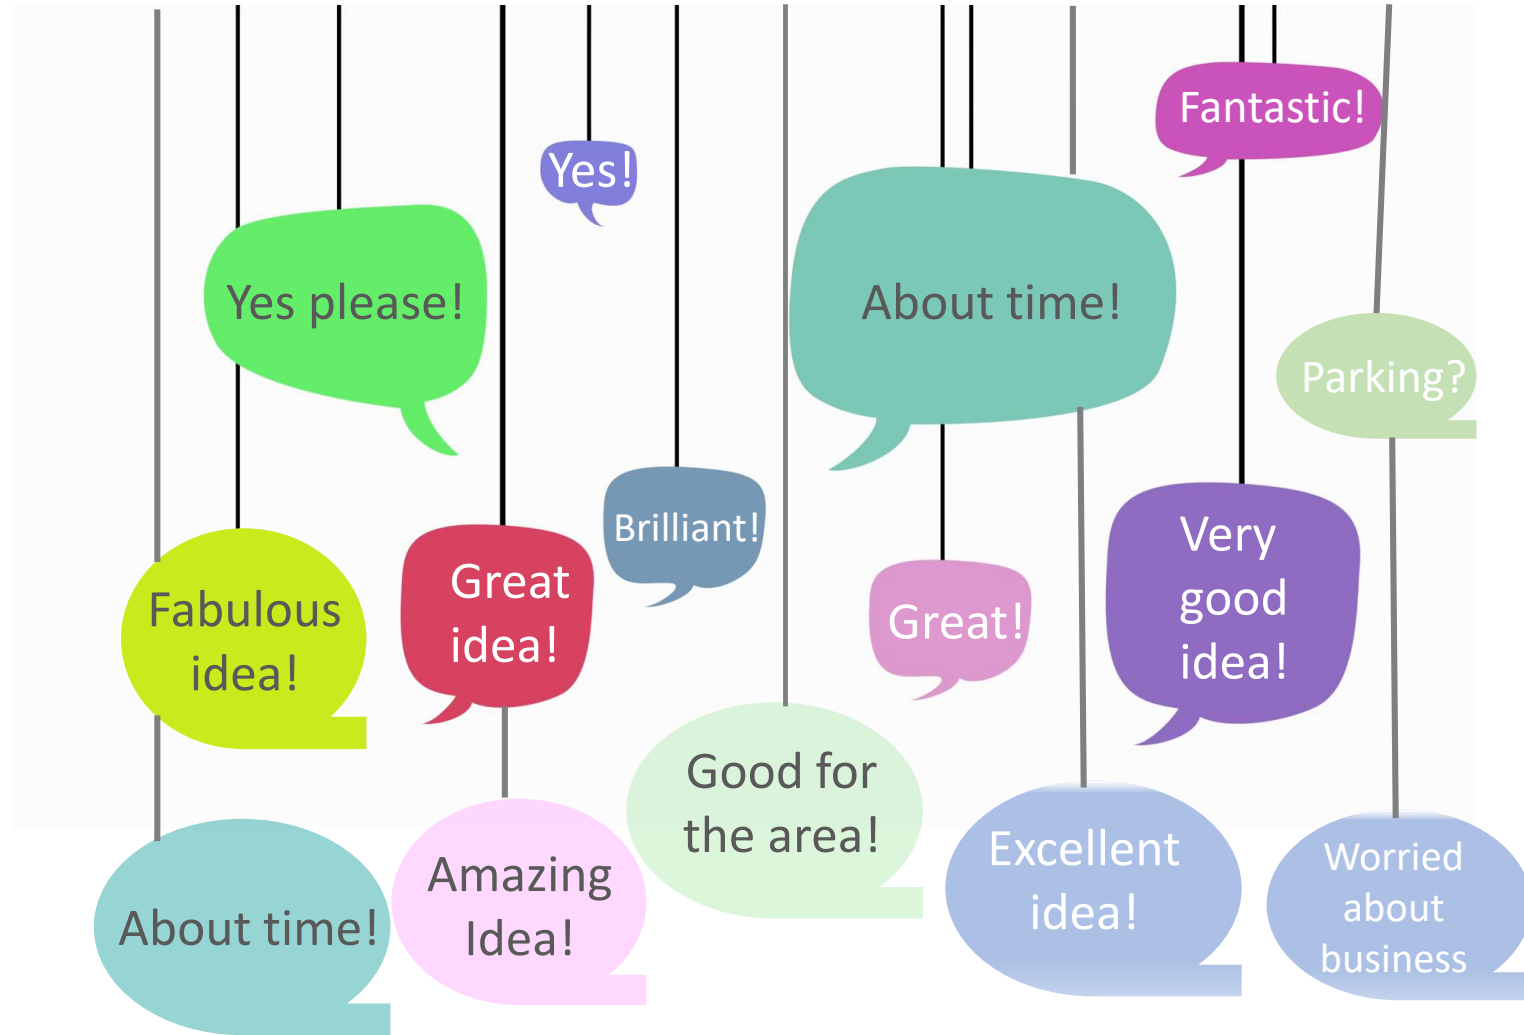 Fantastic!
Yes!
Yes please!
About time!
Parking?
Brilliant!
Great
idea!
Fabulous
idea!
Great!
Very
good
idea!
Good for
the area!
Excellent
idea!
Worried
about
business
Amazing
Idea!
About time!